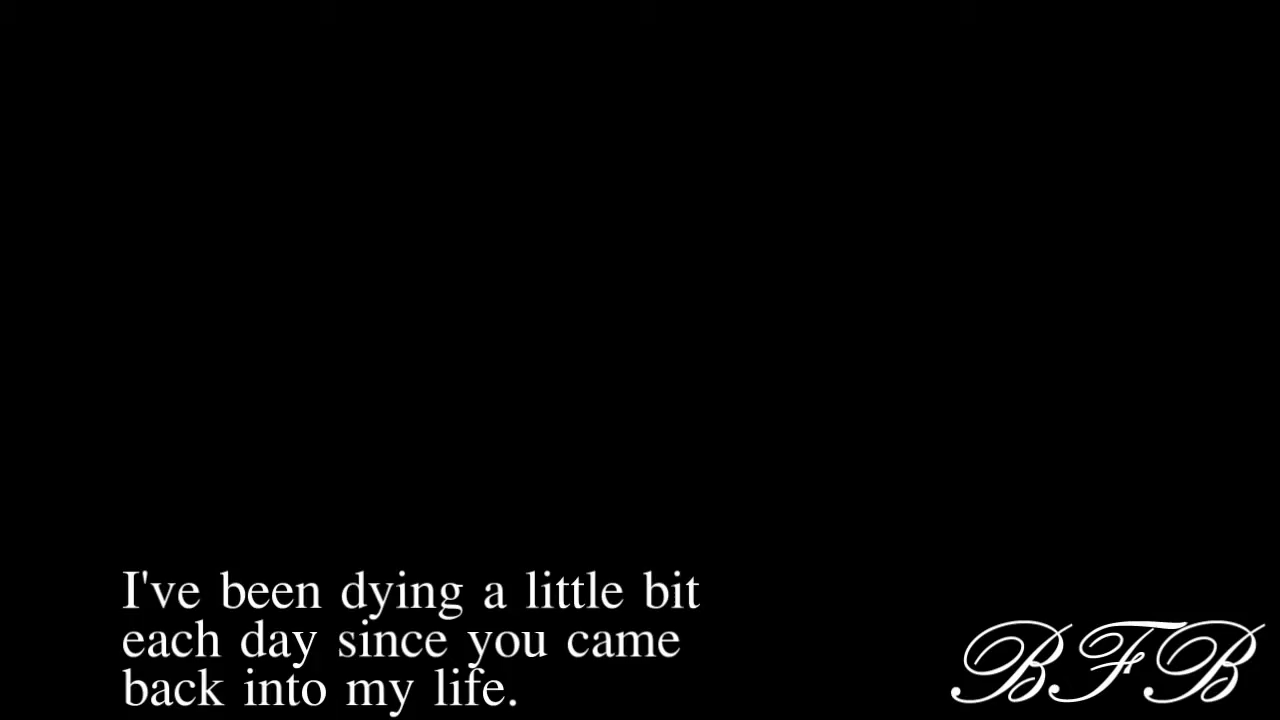 I've been dying a little bit
each day since you came
back into my life.
BFB